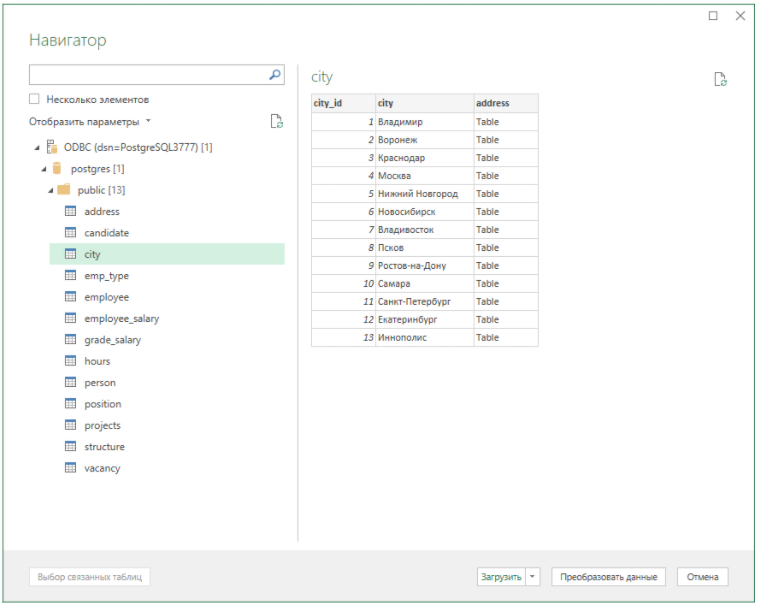 Навигатор
Несколько элементов
Отобразить параметры
ODBC (dsn=PostgreSQL3777) [1]
postgres [1]
public [13]
address
candidate
city
emp_type
employee
employee_salary
grade_salary
hours
person
position
projects
structure
vacancy
city
city_id city address
1 Владимир Table
2 Воронеж Table
3 Краснодар Table
4 Москва Table
5 Нижний Новгород Table
6 Новосибирск Table
7 Владивосток Table
8 Псков Table
9 Ростов-на-Дону Table
10 Самара Table
11 Санкт-Петербург Table
12 Екатеринбург Table
13 Иннополис Table
Выбор связанных таблиц Загрузить Преобразовать данные Отмена